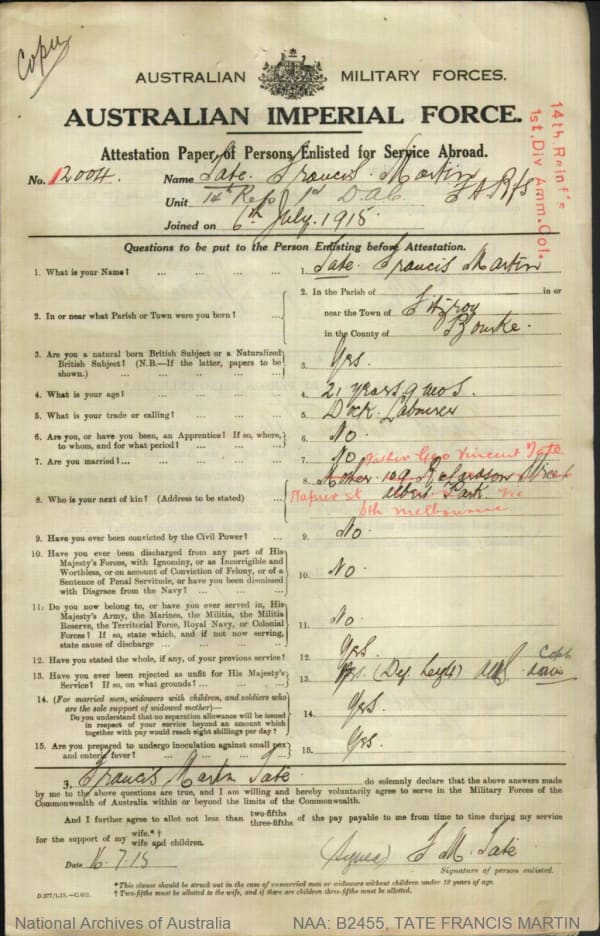 Copy
AUSTRALIAN MILITARY FORCES.
AUSTRALIAN IMPERIAL FORCE.
14th Reinf's
1st. Div Amm. Col.
Attestation Paper of Persons Enlisted for Service Abroad.
No. 12004. Name Tate. Francis Martin
Unit 14th Refs 1st D.A.C. F A Rfs
Joined on 6th July. 1915
Questions to be put to the Person Enlisting before Attestation.
1. What is your Name? ... ... ... ... 1. Tate Francis Martin
2. In or near what Parish or Town were you born? ... ... 2. In the Parish of in or
near the Town of Fitzroy
in the County of Bourke.
3. Are you a natural born British Subject or a Naturalized
British Subject? (N.B.—If the latter, papers to be
shown.) ... ... ... ... 3. Yes.
4. What is your age? ... ... ... ... 4. 21 years 9 mos.
5. What is your trade or calling? ... ... ... 5. Dock Labourer
6. Are you, or have you been, an Apprentice? If so, where,
to whom, and for what period? ... ... ... 6. No.
7. Are you married? ... ... ... ... 7. No
father Geo Vincent Tate
8. Who is your next of kin? (Address to be stated) ... 8. Mother 109 Richardson Street
Napier st Albert Park Vic
Sth Melbourne
9. Have you ever been convicted by the Civil Power? ... 9. No.
10. Have you ever been discharged from any part of His
Majesty's Forces, with Ignominy, or as Incorrigible and
Worthless, or on account of Conviction of Felony, or of a
Sentence of Penal Servitude, or have you been dismissed
with Disgrace from the Navy? ... ... ... 10. No.
11. Do you now belong to, or have you ever served in, His
Majesty's Army, the Marines, the Militia, the Militia
Reserve, the Territorial Force, Royal Navy, or Colonial
Forces? If so, state which, and if not now serving,
state cause of discharge ... ... ... 11. No.
12. Have you stated the whole, if any, of your previous service? 12. Yes.
13. Have you ever been rejected as unfit for His Majesty's
Service? If so, on what grounds? ... ... 13. Yes. (Def. height)
14. (For married men, widowers with children, and soldiers who
are the sole support of widowed mother)—
Do you understand that no separation allowance will be issued
in respect of your service beyond an amount which
together with pay would reach eight shillings per day? 14. Yes.
15. Are you prepared to undergo inoculation against small pox
and enteric fever? ... ... ... ... 15. Yes.
I, Francis Martin Tate do solemnly declare that the above answers made
by me to the above questions are true, and I am willing and hereby voluntarily agree to serve in the Military Forces of the
Commonwealth of Australia within or beyond the limits of the Commonwealth.
And I further agree to allot not less than two-fifths three-fifths of the pay payable to me from time to time during my service
for the support of my wife.*† wife and children.
Date 16.7.15 (Signed) F. M. Tate
Signature of person enlisted.
D.277/1.15.—C.602.
*This clause should be struck out in the case of unmarried men or widowers without children under 18 years of age.
†Two-fifths must be allotted to the wife, and if there are children three-fifths must be allotted.
National Archives of Australia NAA: B2455, TATE FRANCIS MARTIN